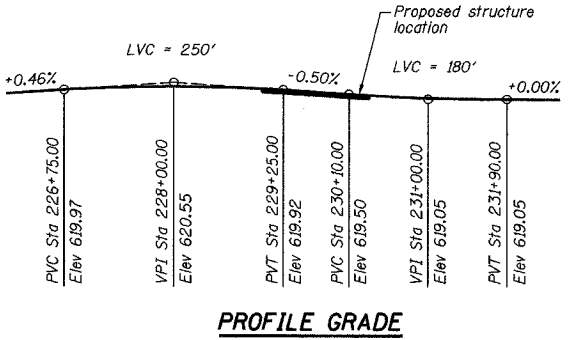 Proposed structure
location
LVC = 250'
LVC = 180'
+0.46%
-0.50%
+0.00%
PVC Sta 226+75.00
Elev 619.97
VPI Sta 228+00.00
Elev 620.55
PVT Sta 229+25.00
Elev 619.92
PVC Sta 230+10.00
Elev 619.50
VPI Sta 231+00.00
Elev 619.05
PVT Sta 231+90.00
Elev 619.05
PROFILE GRADE